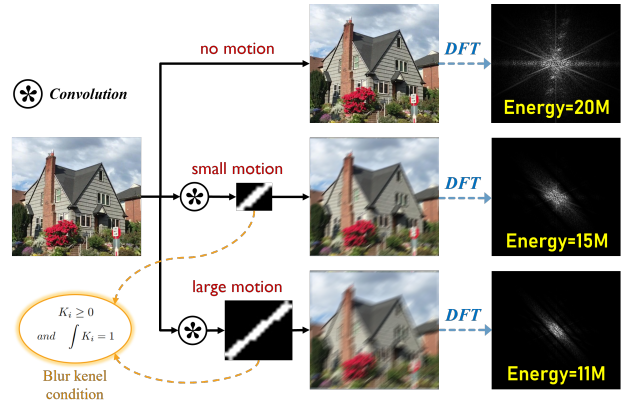 no motion
DFT
Energy=20M
Convolution
small motion
DFT
Energy=15M
large motion
DFT
Energy=11M
K_i ≥ 0
and ∫ K_i = 1
Blur kenel
condition